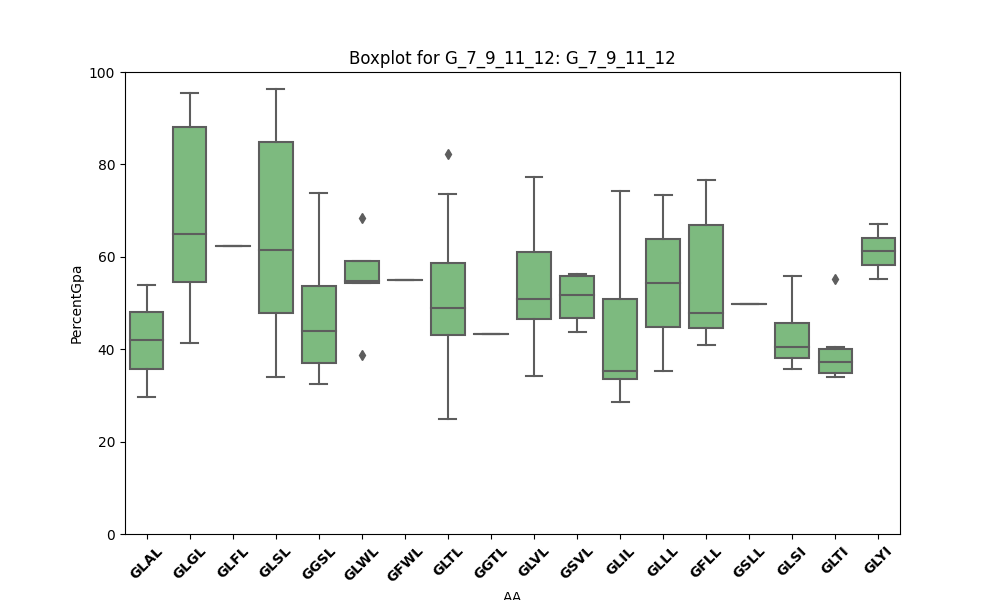 Boxplot for G_7_9_11_12: G_7_9_11_12
PercentGpa
100
80
60
40
20
0
GLAL GLGL GLFL GLSL GGSL GLWL GFWL GLTL GGTL GLVL GSVL GLIL GLLL GFLL GSLL GLSI GLTI GLYI
AA